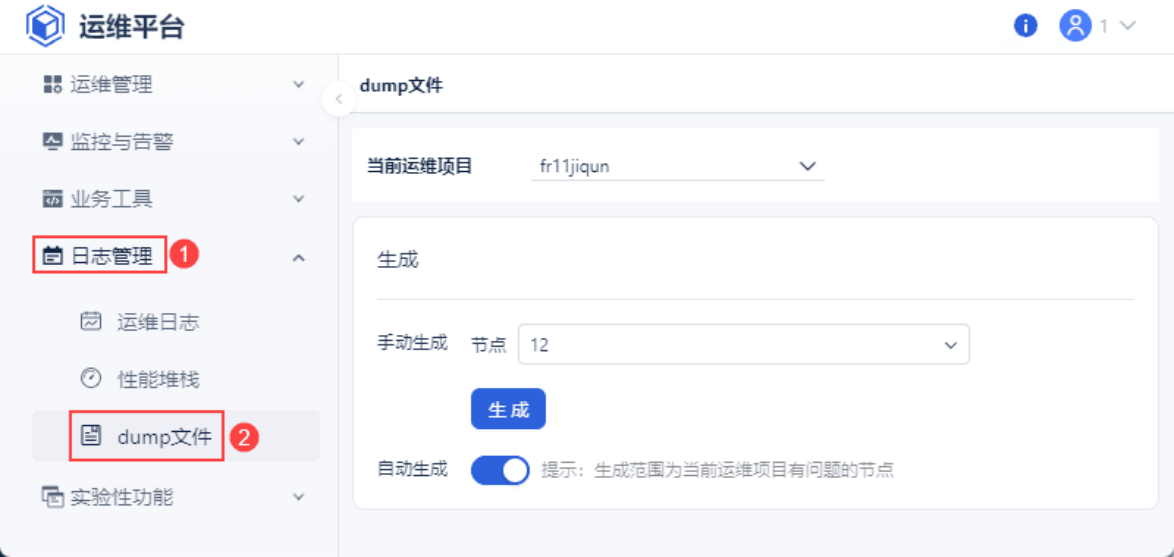 运维平台
1
运维管理
监控与告警
业务工具
日志管理 1
运维日志
性能堆栈
dump文件 2
实验性功能
dump文件
当前运维项目 fr11jiqun
生成
手动生成 节点 12
生成
自动生成 提示：生成范围为当前运维项目有问题的节点